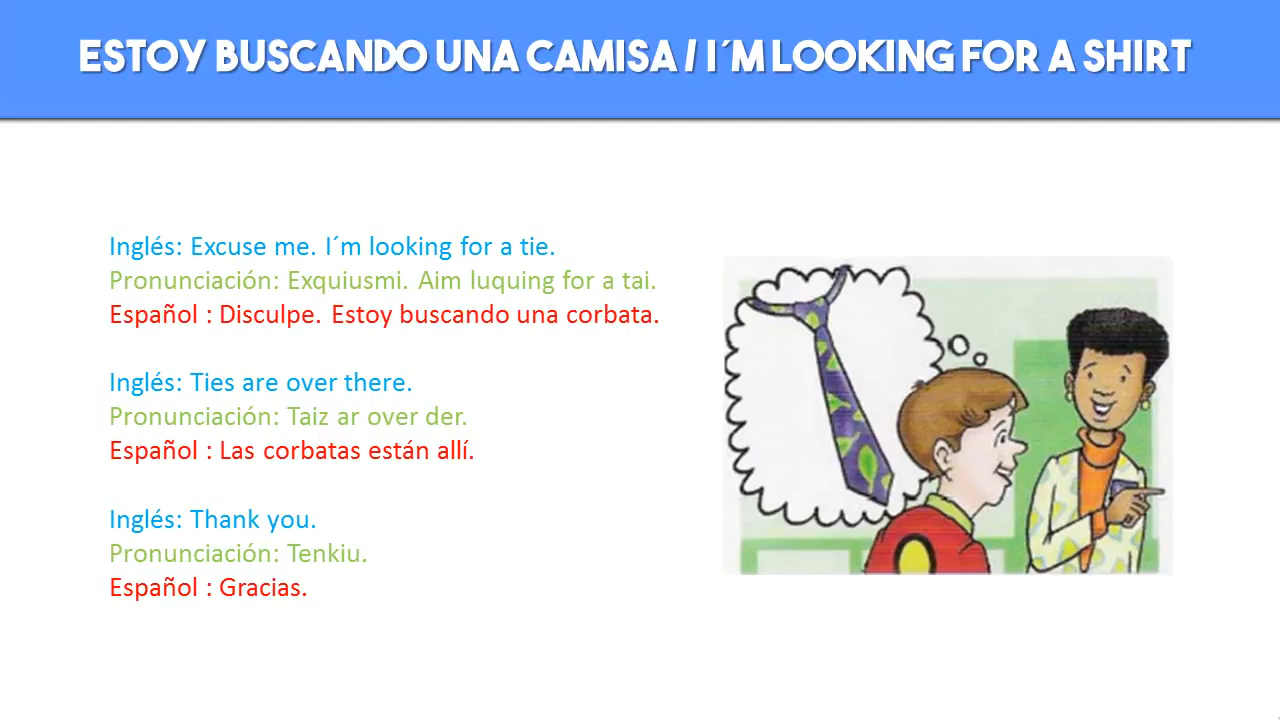 ESTOY BUSCANDO UNA CAMISA / I´M LOOKING FOR A SHIRT
Inglés: Excuse me. I´m looking for a tie.
Pronunciación: Exquiusmi. Aim luquing for a tai.
Español : Disculpe. Estoy buscando una corbata.
Inglés: Ties are over there.
Pronunciación: Taiz ar over der.
Español : Las corbatas están allí.
Inglés: Thank you.
Pronunciación: Tenkiu.
Español : Gracias.